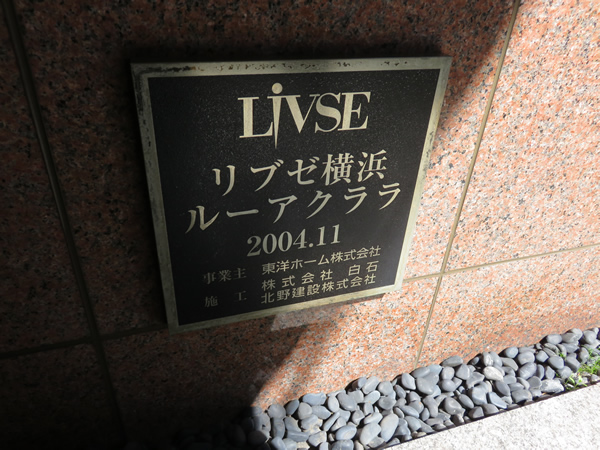 LiVSE
リブゼ横浜
ルーアクララ
2004.11
事業主 東洋ホーム株式会社
株式会社 白石
施工 北野建設株式会社